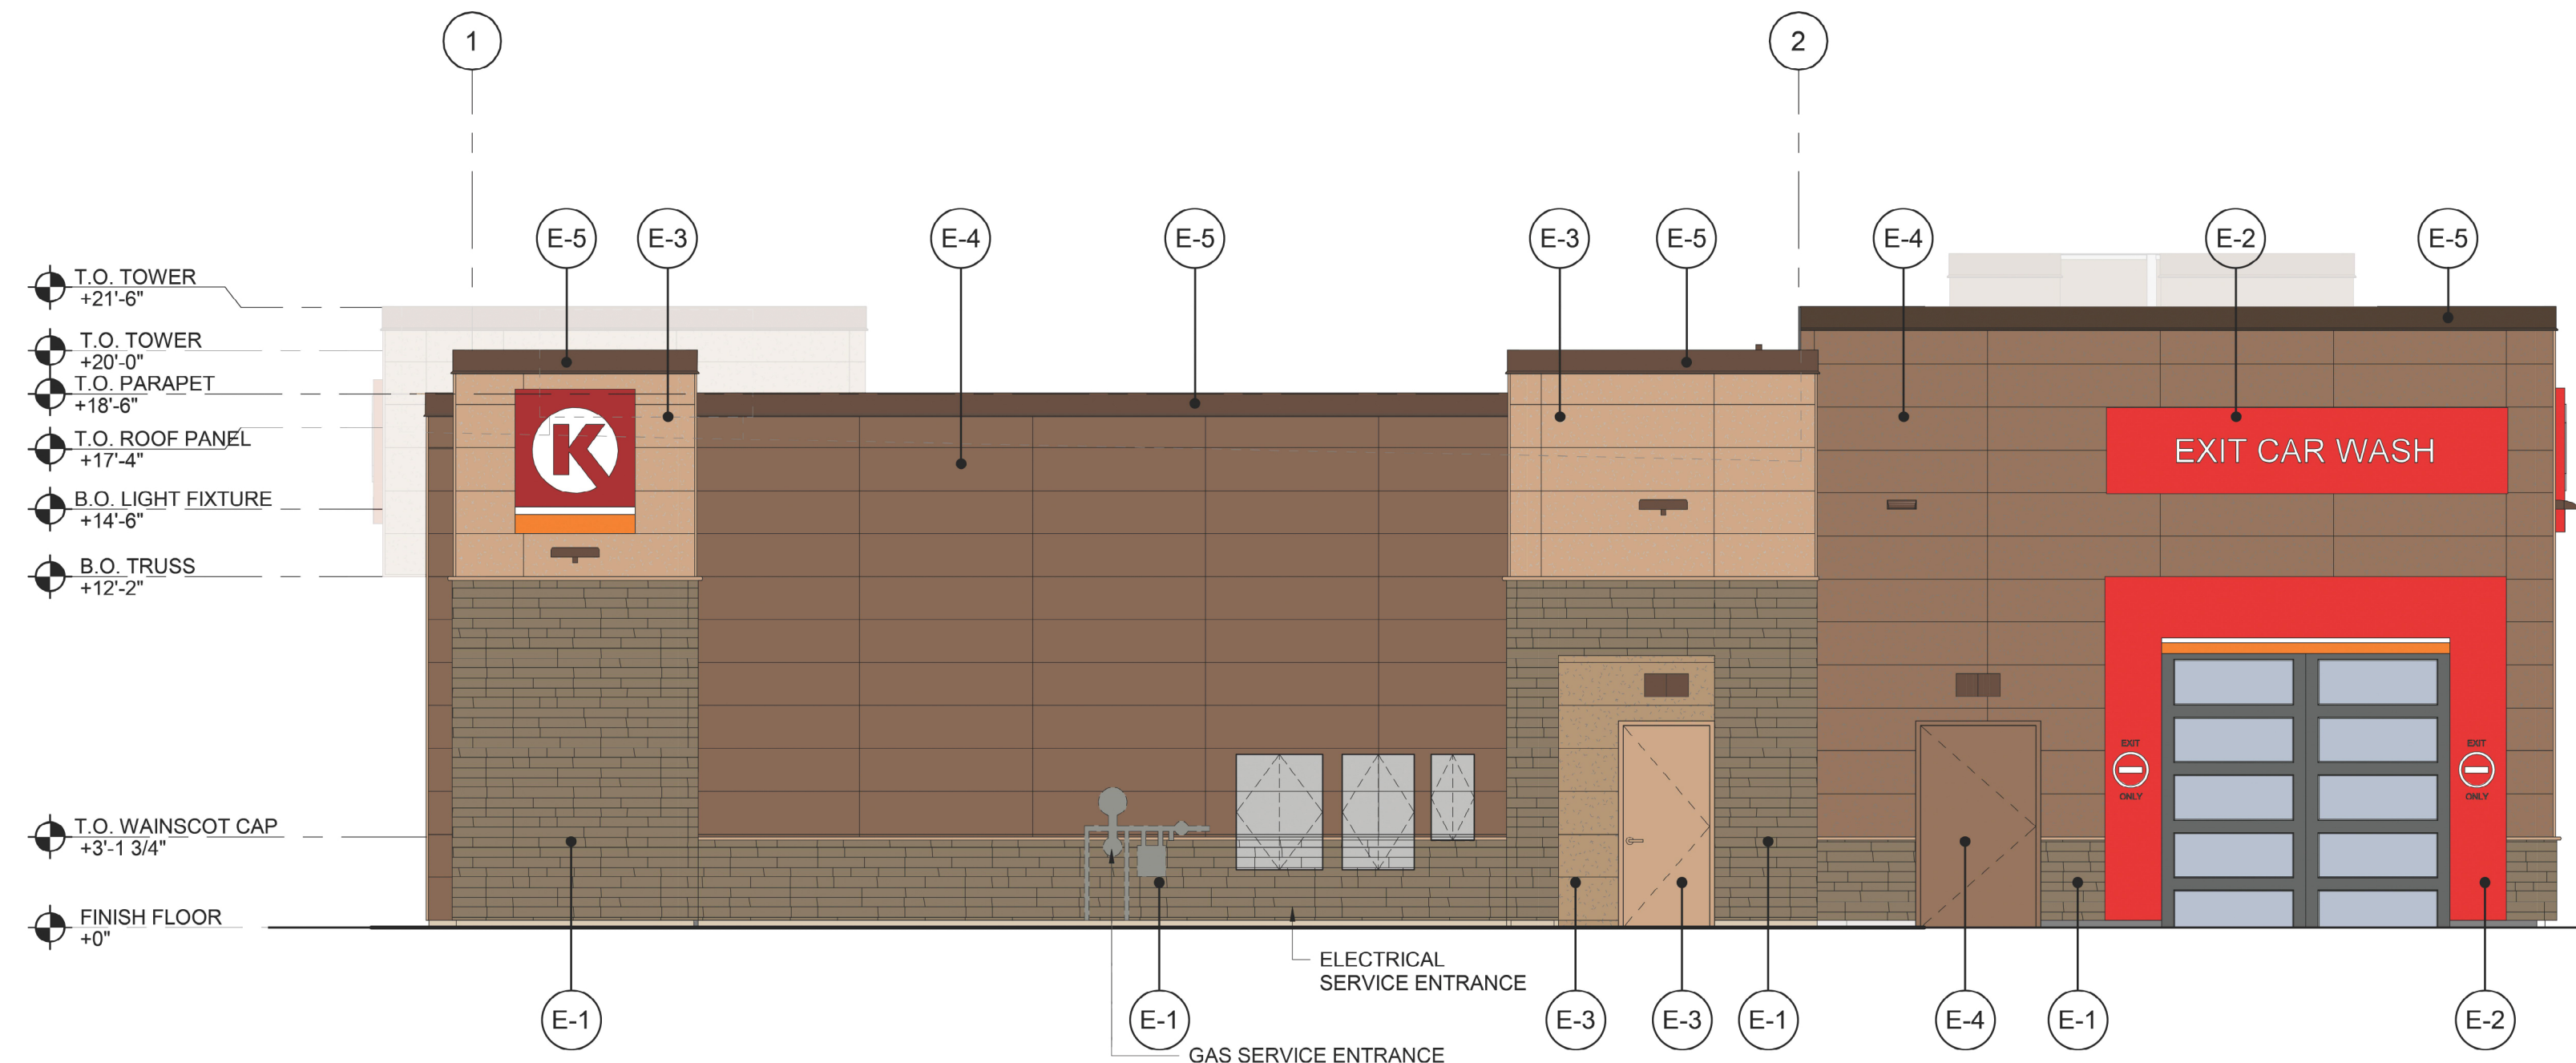 1
2
E-5
E-3
E-4
E-5
E-3
E-5
E-4
E-2
E-5
T.O. TOWER
+21'-6"
T.O. TOWER
+20'-0"
T.O. PARAPET
+18'-6"
T.O. ROOF PANEL
+17'-4"
B.O. LIGHT FIXTURE
+14'-6"
B.O. TRUSS
+12'-2"
T.O. WAINSCOT CAP
+3'-1 3/4"
FINISH FLOOR
+0"
K
EXIT CAR WASH
EXIT
ONLY
EXIT
ONLY
ELECTRICAL
SERVICE ENTRANCE
GAS SERVICE ENTRANCE
E-1
E-1
E-3
E-3
E-1
E-4
E-1
E-2